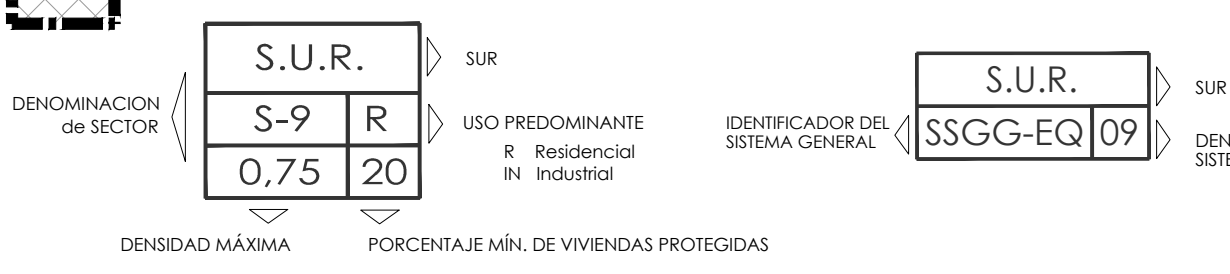 S.U.R.
SUR
DENOMINACION
de SECTOR
S-9 R
USO PREDOMINANTE
R Residencial
IN Industrial
0,75 20
DENSIDAD MÁXIMA
PORCENTAJE MÍN. DE VIVIENDAS PROTEGIDAS
S.U.R.
SUR
IDENTIFICADOR DEL
SISTEMA GENERAL
SSGG-EQ 09